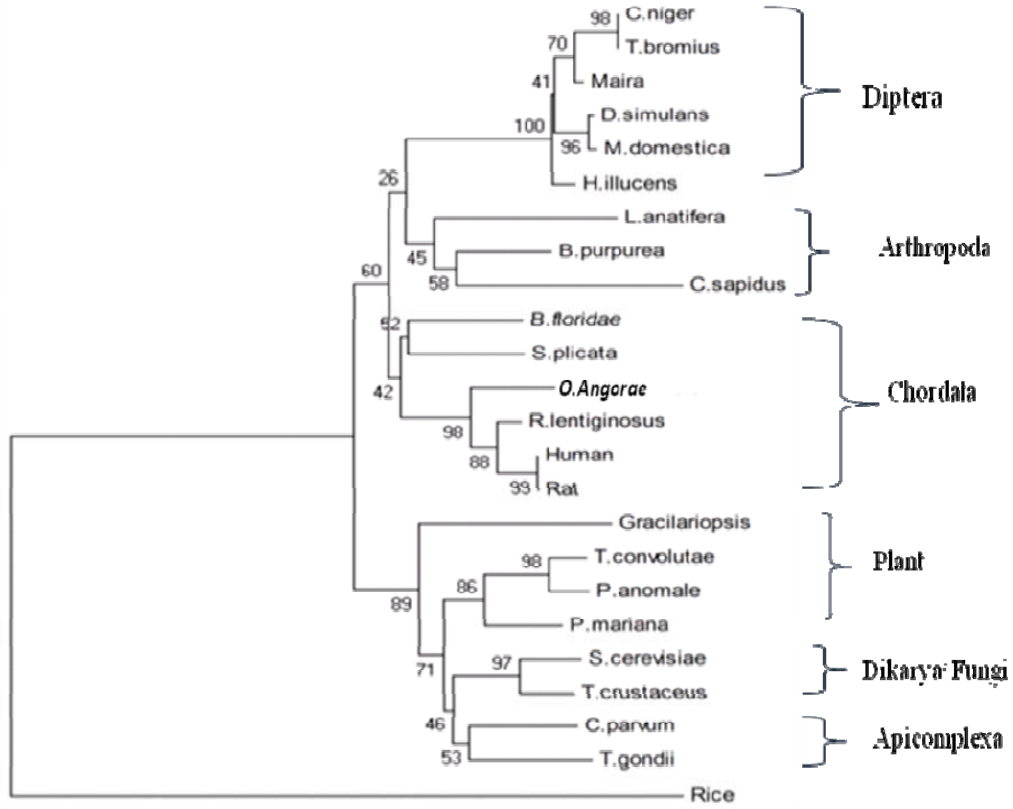 98 C.niger
70 T.bromius
41 Maira
Diptera
D.simulans
100
96 M.domestica
26 H.illucens
L.anatifera
45 B.purpurea
Arthropoda
60 58 C.sapidus
52 B.floridae
S.plicata
42 O.Angorae
Chordala
98 R.lentiginosus
88 Human
99 Rat
Gracilariopsis
98 T.convolutae
Plant
86 P.anomale
89
P.mariana
97 S.cerevisiae
71 Dikarya Fungi
T.crustaceus
46 C.parvum
Apicomplexa
53 T.gondii
Rice